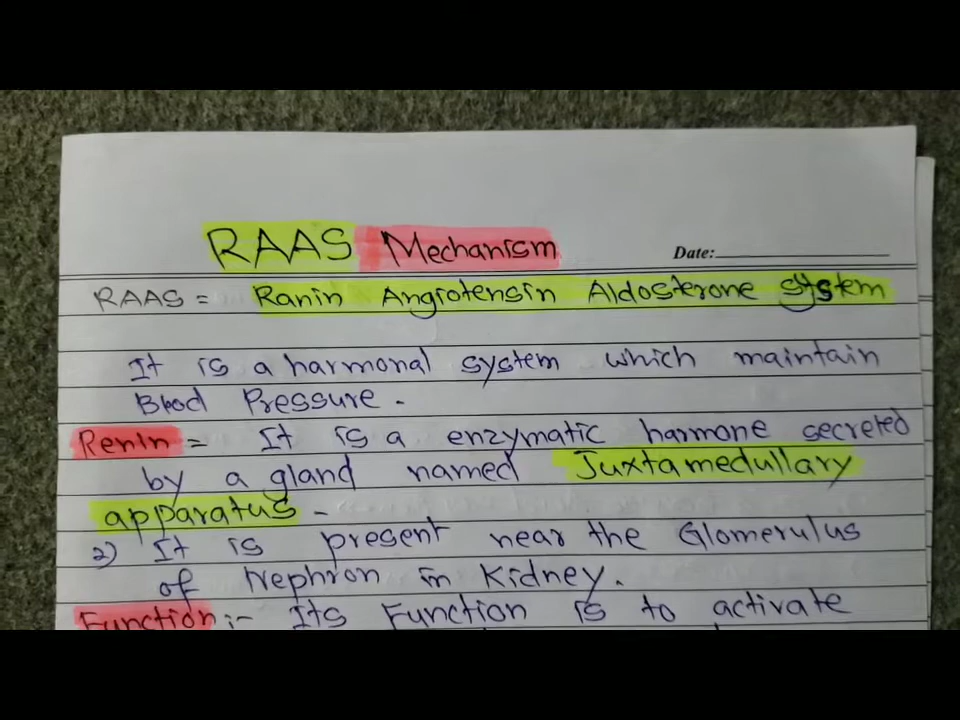 RAAS Mechanism
Date:
RAAS = Ranin Angiotensin Aldosterone system
It is a harmonal system which maintain
Blood Pressure.
Renin = It is a enzymatic harmone secreted
by a gland named Juxtamedullary
apparatus -
2) It is present near the Glomerulus
of Nephron in Kidney.
Function :- Its Function is to activate